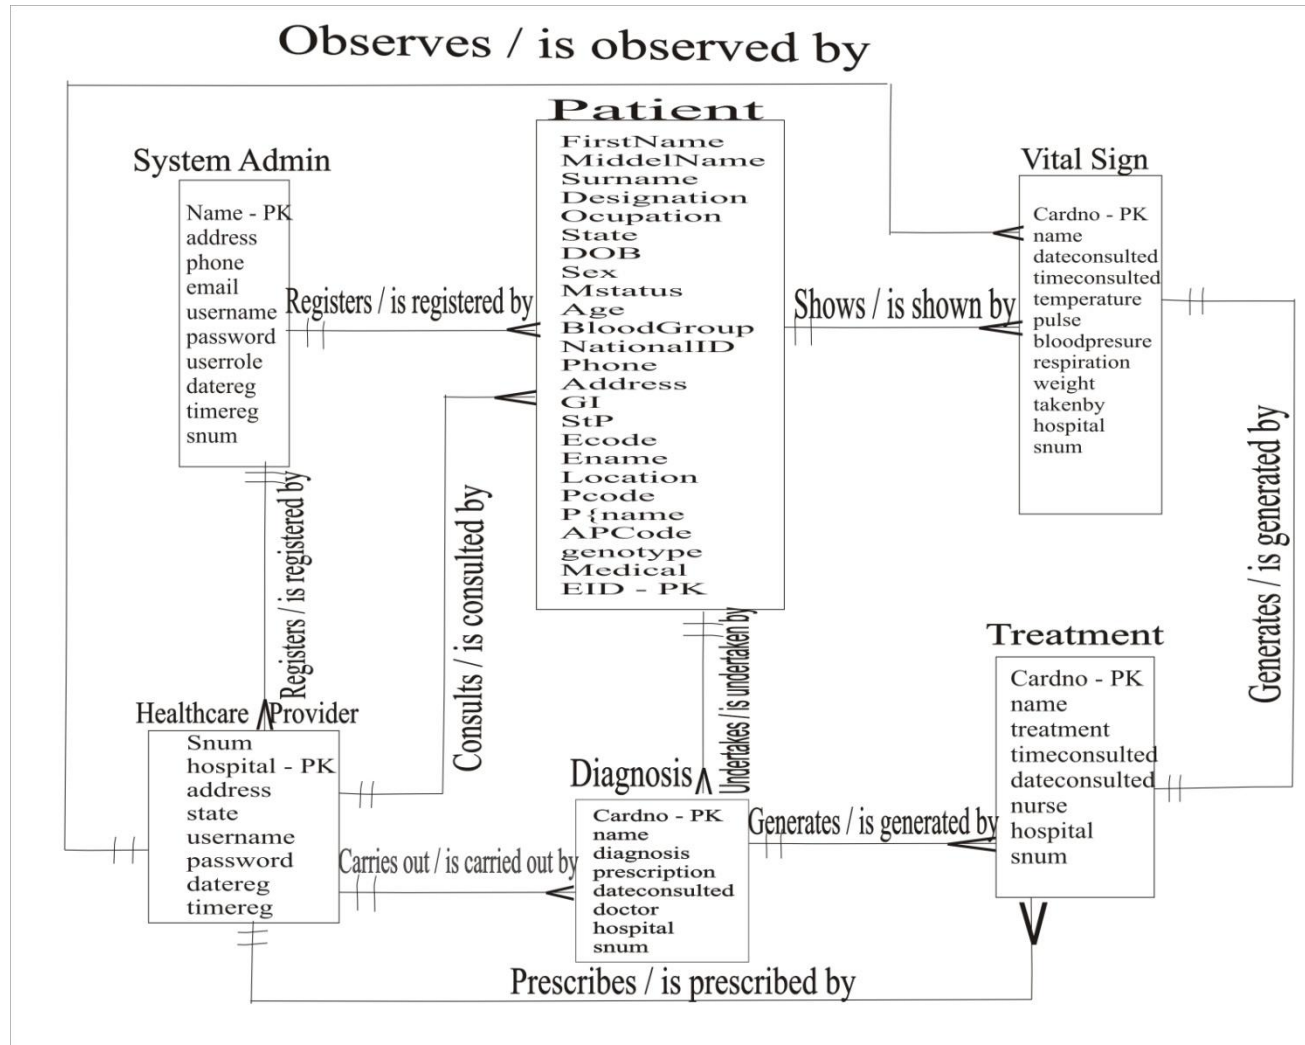 Observes / is observed by
Patient
FirstName
MiddelName
Surname
Designation
Ocupation
State
DOB
Sex
Mstatus
Age
BloodGroup
NationalID
Phone
Address
GI
StP
Ecode
Ename
Location
Pcode
P{name
APCode
genotype
Medical
EID - PK
System Admin
Name - PK
address
phone
email
username
password
userrole
datereg
timereg
snum
Registers / is registered by
Vital Sign
Cardno - PK
name
dateconsulted
timeconsulted
temperature
pulse
bloodpresure
respiration
weight
takenby
hospital
snum
Shows / is shown by
Registers / is registered by
Consults / is consulted by
Undertakes / is undertaken by
Generates / is generated by
Healthcare Provider
Snum
hospital - PK
address
state
username
password
datereg
timereg
Carries out / is carried out by
Diagnosis
Cardno - PK
name
diagnosis
prescription
dateconsulted
doctor
hospital
snum
Generates / is generated by
Treatment
Cardno - PK
name
treatment
timeconsulted
dateconsulted
nurse
hospital
snum
Prescribes / is prescribed by